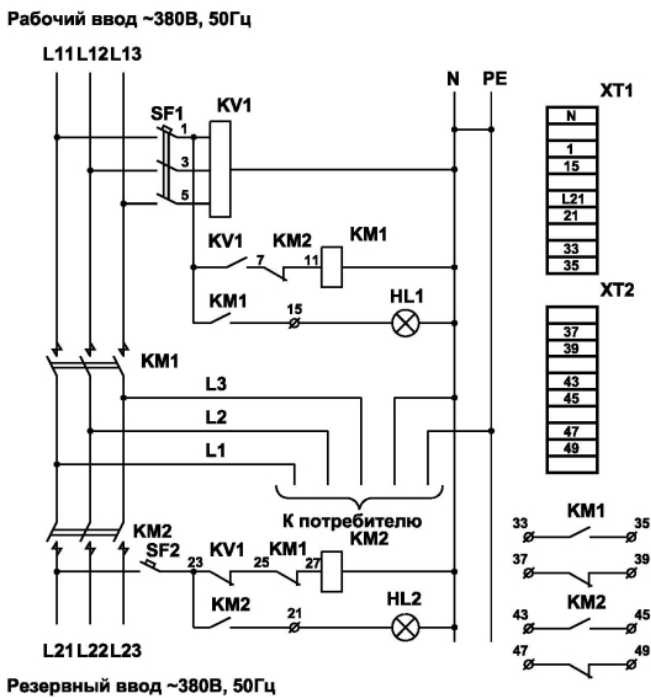 Рабочий ввод ~380В, 50Гц
L11 L12 L13
N PE
XT1
SF1 KV1
N
1
1
3
15
5
L21
21
KV1 KM2 KM1
7 11
33
35
KM1 15 HL1
XT2
37
39
KM1
L3
43
45
L2
47
49
L1
К потребителю
KM1
33 35
KM2
SF2 23 KV1 25 KM1 27 KM2
37 39
KM2 21 HL2
KM2
43 45
L21 L22 L23
47 49
Резервный ввод ~380В, 50Гц